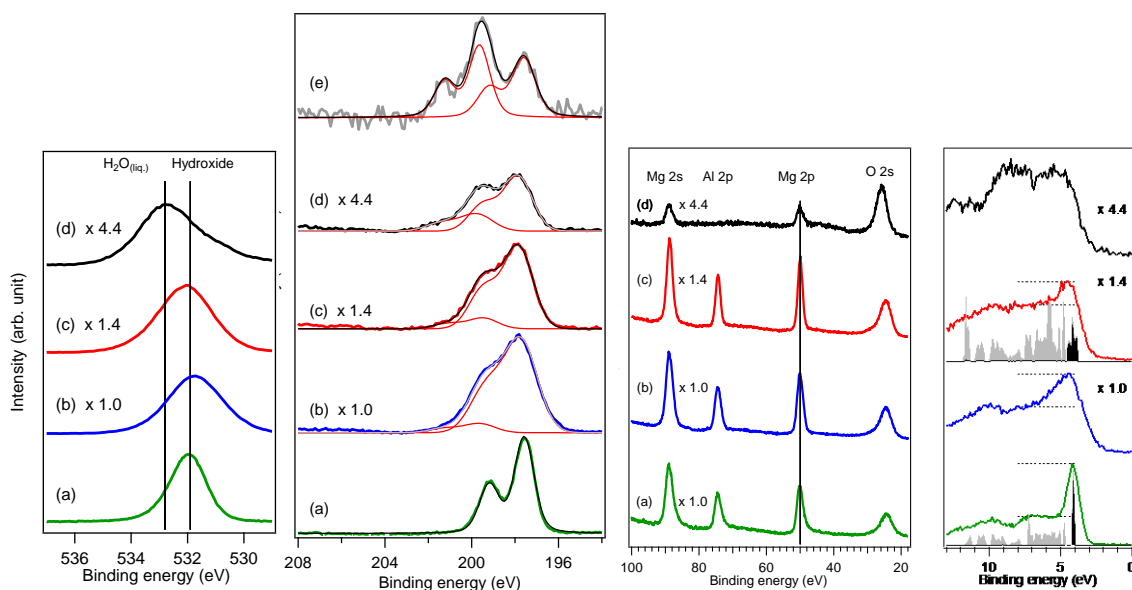 Intensity (arb. unit)
H₂O(liq.) Hydroxide
(d) x 4.4
(c) x 1.4
(b) x 1.0
(a)
536 534 532 530
Binding energy (eV)
(e)
(d) x 4.4
(c) x 1.4
(b) x 1.0
(a)
208 204 200 196
Binding energy (eV)
Mg 2s Al 2p Mg 2p O 2s
(d) x 4.4
(c) x 1.4
(b) x 1.0
(a) x 1.0
100 80 60 40 20
Binding energy (eV)
x 4.4
x 1.4
x 1.0
10 5 0
Binding energy (eV)